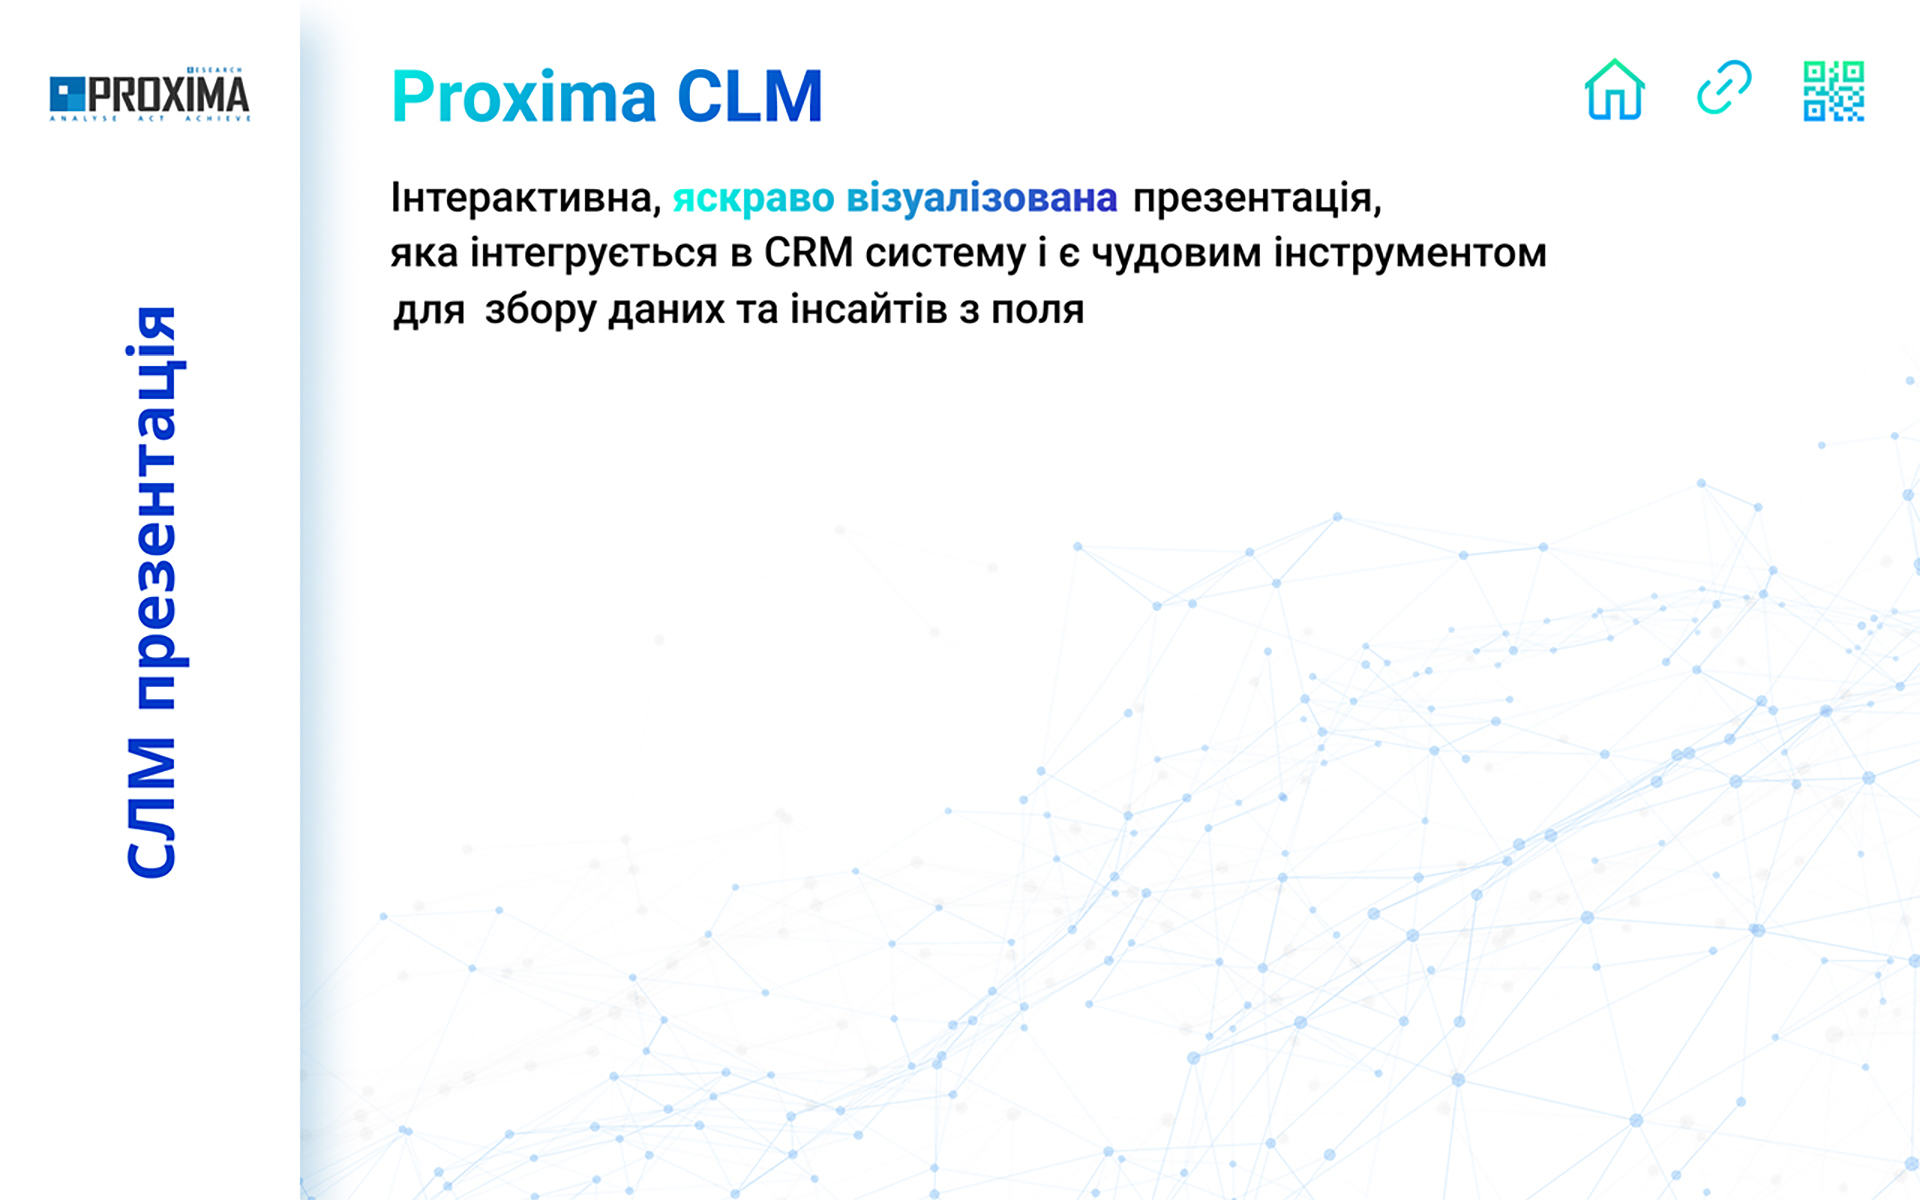 RESEARCH
PROXIMA
ANALYSE ACT ACHIEVE
СЛМ презентація
Proxima CLM
Інтерактивна, яскраво візуалізована презентація,
яка інтегрується в CRM систему і є чудовим інструментом
для збору даних та інсайтів з поля